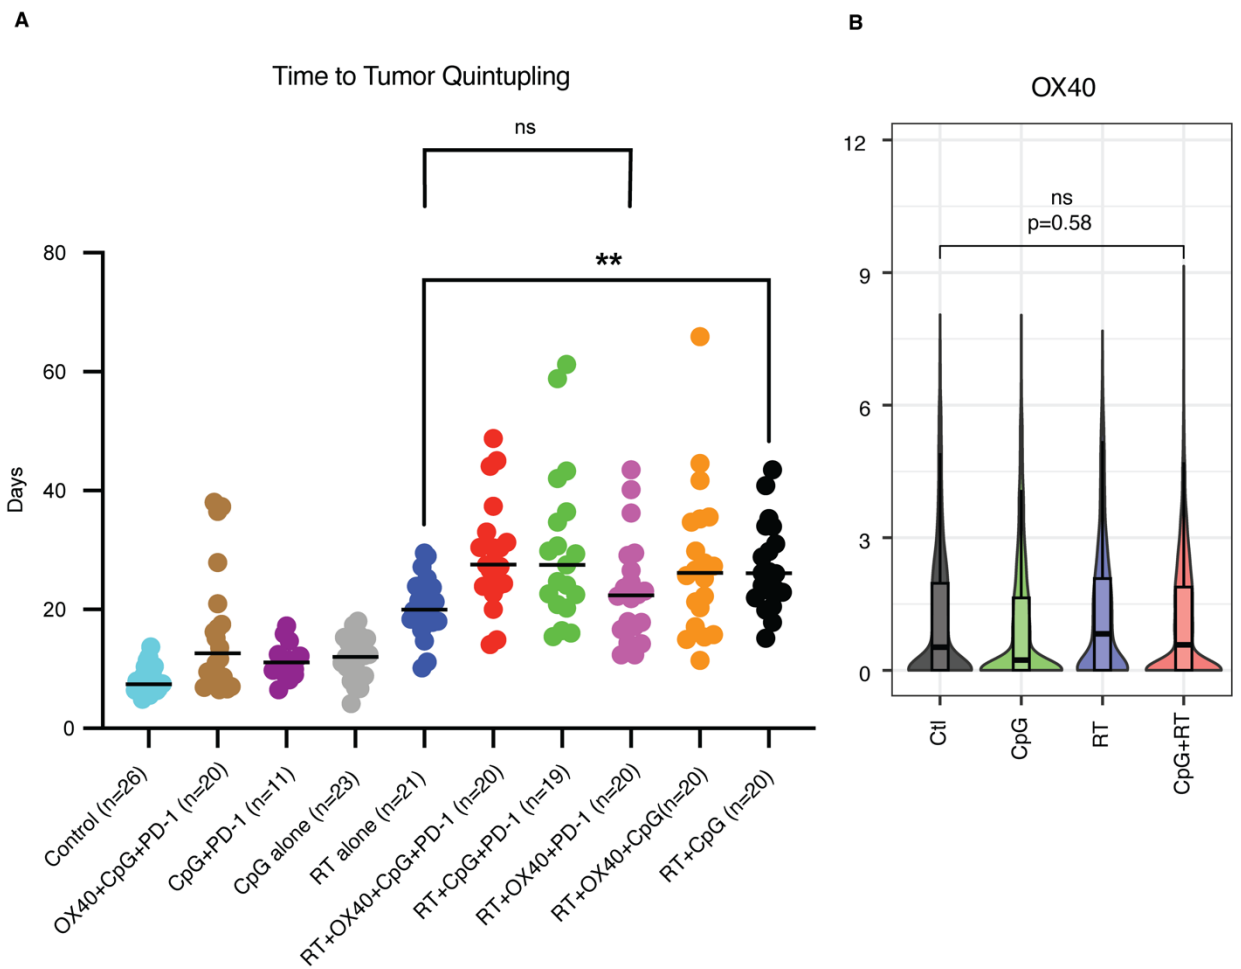 A
B
Time to Tumor Quintupling
OX40
ns
**
80
60
40
20
0
Days
Control (n=26)
OX40+CpG+PD-1 (n=20)
CpG+PD-1 (n=11)
CpG alone (n=23)
RT alone (n=21)
RT+OX40+CpG+PD-1 (n=20)
RT+CpG+PD-1 (n=19)
RT+OX40+PD-1 (n=20)
RT+OX40+CpG(n=20)
RT+CpG (n=20)
12
9
6
3
0
ns
p=0.58
Ctl
CpG
RT
CpG+RT